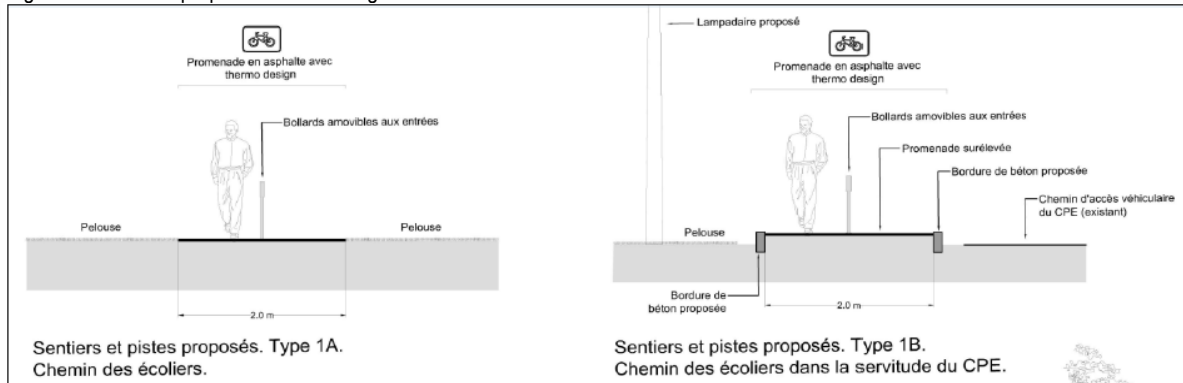 Promenade en asphalte avec
thermo design
Bollards amovibles aux entrées
Pelouse
Pelouse
2.0 m
Sentiers et pistes proposés. Type 1A.
Chemin des écoliers.
Lampadaire proposé
Promenade en asphalte avec
thermo design
Bollards amovibles aux entrées
Promenade surélevée
Bordure de béton proposée
Chemin d'accès véhiculaire
du CPE (existant)
Pelouse
Bordure de
béton proposée
2.0 m
Sentiers et pistes proposés. Type 1B.
Chemin des écoliers dans la servitude du CPE.